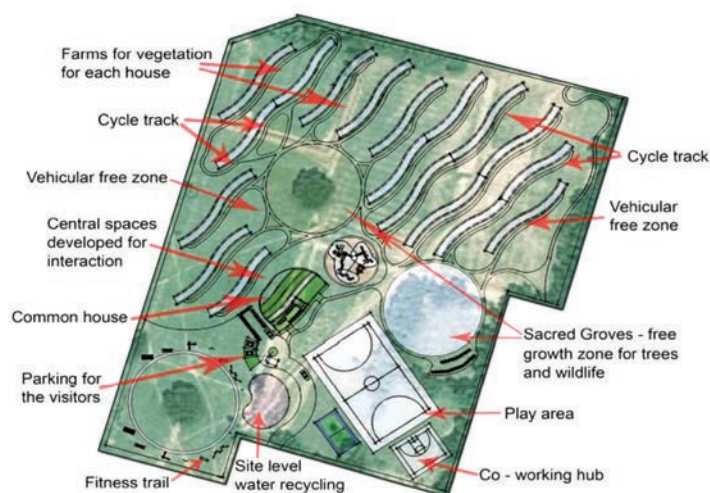 Farms for vegetation
for each house
Cycle track
Vehicular free zone
Central spaces
developed for
interaction
Common house
Parking for
the visitors
Fitness trail
Site level
water recycling
Cycle track
Vehicular
free zone
Sacred Groves - free
growth zone for trees
and wildlife
Play area
Co - working hub